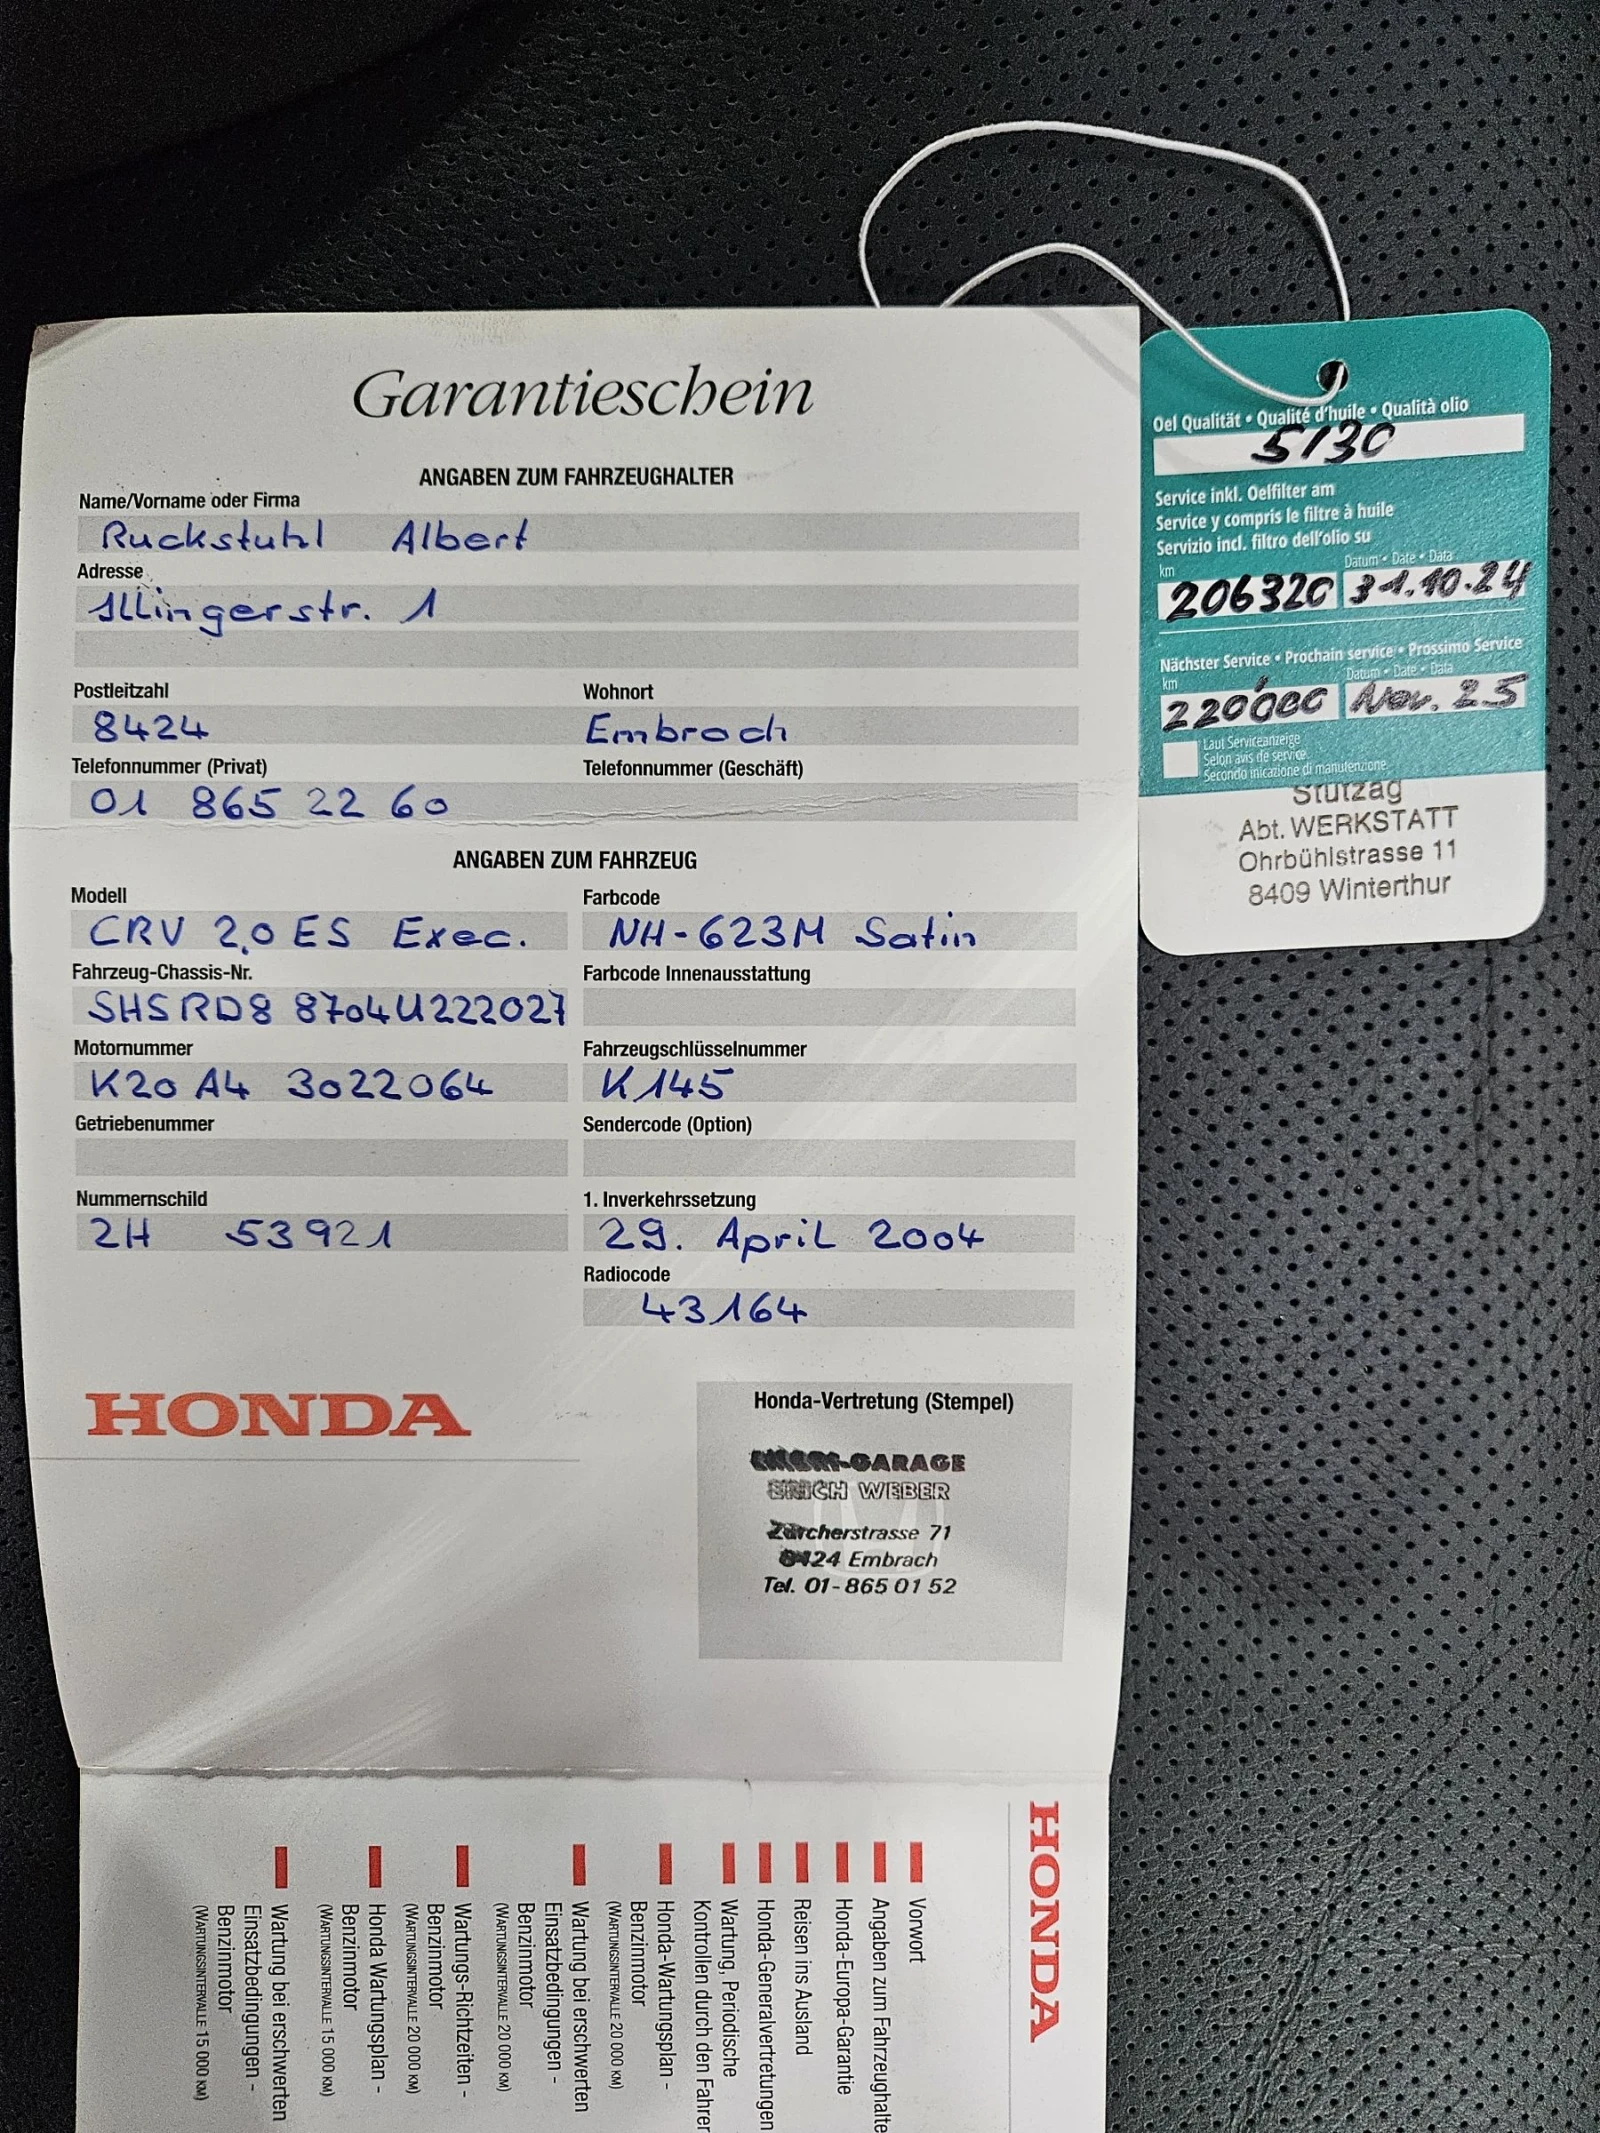 Garantieschein
ANGABEN ZUM FAHRZEUGHALTER
Name/Vorname oder Firma
Ruckstuhl Albert
Adresse
Illingerstr. 1
Postleitzahl
Wohnort
8424
Embrach
Telefonnummer (Privat)
Telefonnummer (Geschäft)
01 865 22 60
ANGABEN ZUM FAHRZEUG
Modell
Farbcode
CRV 2,0 ES Exec.
NH-623M Satin
Fahrzeug-Chassis-Nr.
Farbcode Innenausstattung
SHSRD8 8704U222027
Motornummer
Fahrzeugschlüsselnummer
K20 A4 3022064
K145
Getriebenummer
Sendercode (Option)
Nummernschild
1. Inverkehrssetzung
ZH 53921
29. April 2004
Radiocode
43164
HONDA
Honda-Vertretung (Stempel)
GARAGE
ERICH WEBER
Zürcherstrasse 71
8424 Embrach
Tel. 01-865 01 52
Oel Qualität • Qualité d'huile • Qualità olio
5/30
Service inkl. Oelfilter am
Service y compris le filtre à huile
Servizio incl. filtro dell'olio su
km
Datum • Date • Data
206320
31.10.24
Nächster Service • Prochain service • Prossimo Service
km
Datum • Date • Data
220'000
Nov. 25
Laut Serviceanzeige
Selon avis de service
Secondo inicazione di manutenzione
Stutzag
Abt. WERKSTATT
Ohrbühlstrasse 11
8409 Winterthur
HONDA
Vorwort
Angaben zum Fahrzeughalte
Honda-Europa-Garantie
Reisen ins Ausland
Honda-Generalvertretungen
Wartung, Periodische
Kontrollen durch den Fahrer
Honda-Wartungsplan -
Benzinmotor
(WARTUNGSINTERVALLE 20 000 KM)
Wartung bei erschwerten
Einsatzbedingungen -
Benzinmotor
(WARTUNGSINTERVALLE 20 000 KM)
Wartungs-Richtzeiten -
Benzinmotor
(WARTUNGSINTERVALLE 20 000 KM)
Honda Wartungsplan -
Benzinmotor
(WARTUNGSINTERVALLE 15 000 KM)
Wartung bei erschwerten
Einsatzbedingungen -
Benzinmotor
(WARTUNGSINTERVALLE 15 000 KM)